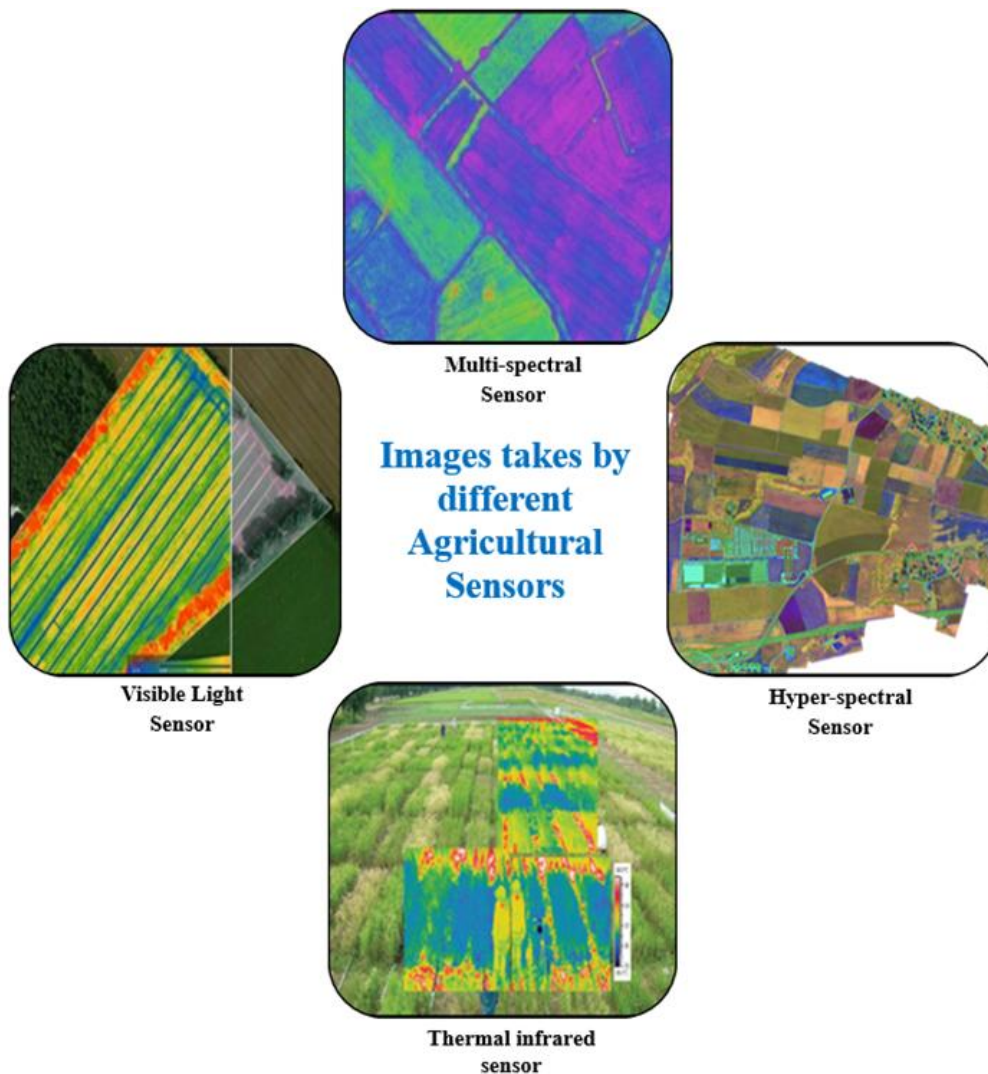 Multi-spectral
Sensor
Images takes by
different
Agricultural
Sensors
Visible Light
Sensor
Hyper-spectral
Sensor
Thermal infrared
sensor